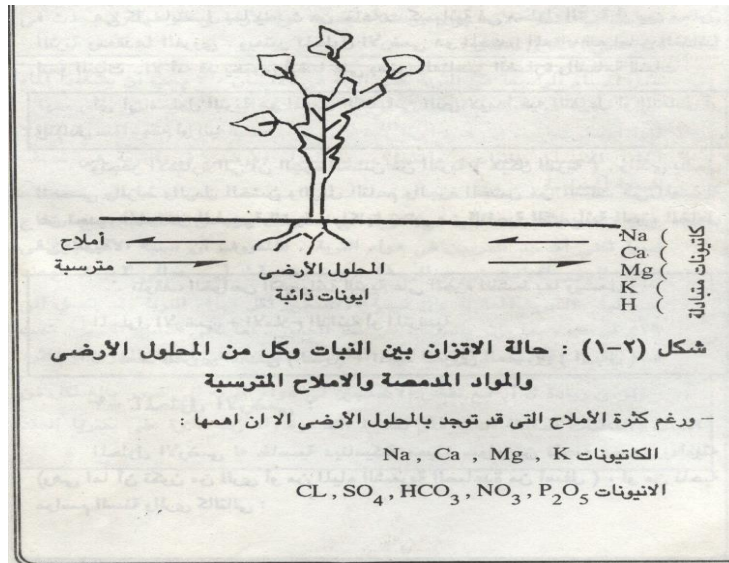 أملاح
مترسبة
المحلول الأرضى
ايونات ذائبة
Na
Ca
Mg
K
H
كاتيونات متبادلة
شكل (٢-١) : حالة الاتزان بين النبات وكل من المحلول الأرضى
والمواد المدمصة والاملاح المترسبة
– ورغم كثرة الأملاح التى قد توجد بالمحلول الأرضى الا ان اهمها :
الكاتيونات Na , Ca , Mg , K
الانيونات CL , SO4 , HCO3 , NO3 , P2O5